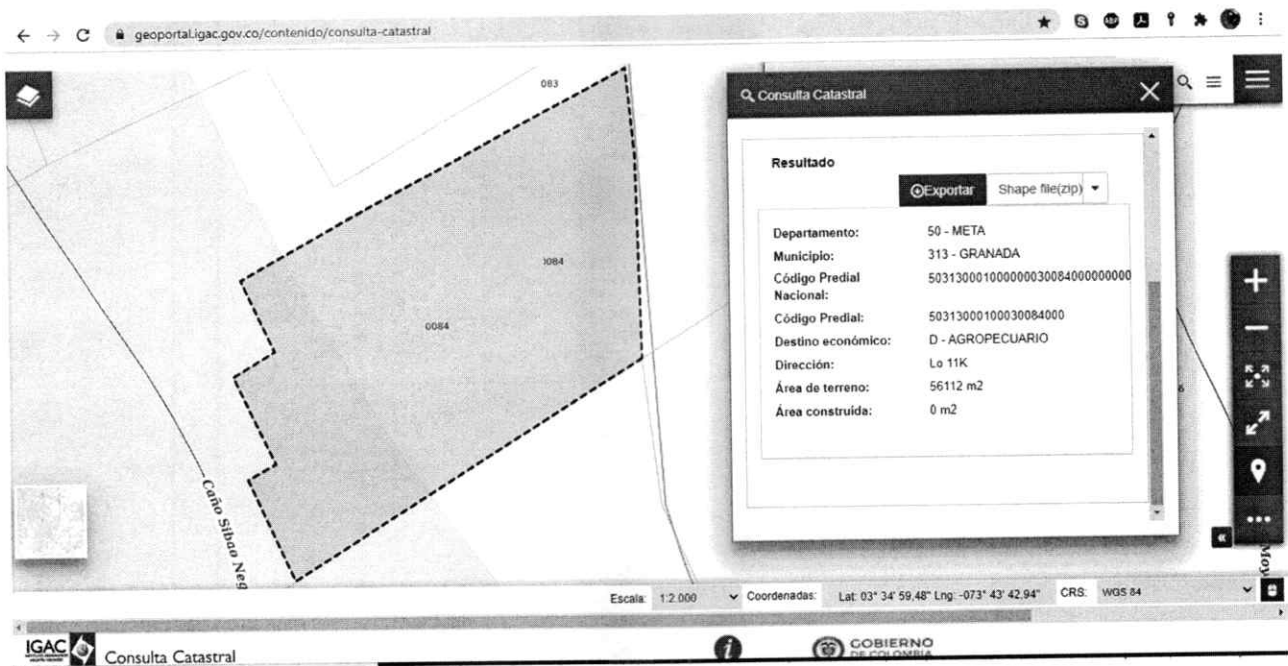 geoportal.igac.gov.co/contenido/consulta-catastral
083
1084
0084
Caño Sibao Neg
Consulta Catastral
Resultado
Exportar
Shape file(zip)
Departamento: 50 - META
Municipio: 313 - GRANADA
Código Predial Nacional: 503130001000000030084000000000
Código Predial: 50313000100030084000
Destino económico: D - AGROPECUARIO
Dirección: Lo 11K
Área de terreno: 56112 m2
Área construida: 0 m2
6
Moy
Escala: 1:2.000
Coordenadas: Lat: 03° 34' 59,48" Lng: -073° 43' 42,94"
CRS: WGS 84
IGAC
Consulta Catastral
GOBIERNO
DE COLOMBIA